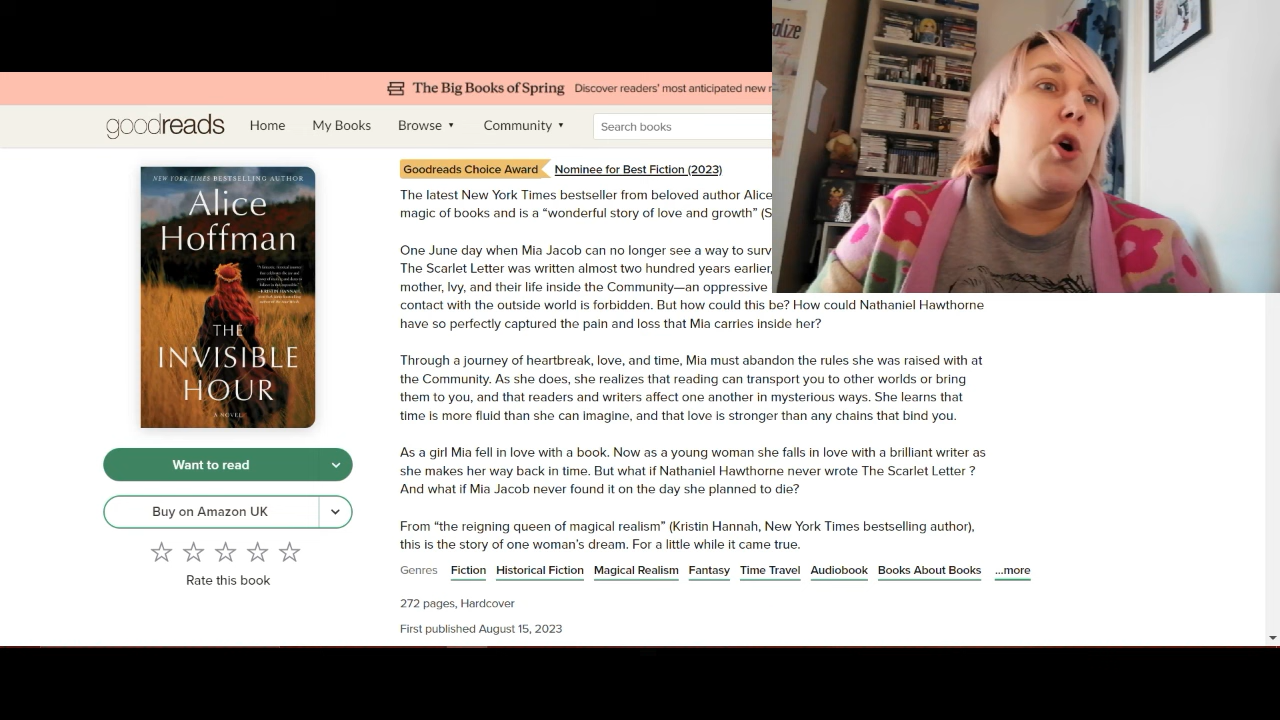 The Big Books of Spring Discover readers' most anticipated new
goodreads Home My Books Browse Community Search books
Goodreads Choice Award Nominee for Best Fiction (2023)
The latest New York Times bestseller from beloved author Alice
magic of books and is a “wonderful story of love and growth” (S
One June day when Mia Jacob can no longer see a way to surv
The Scarlet Letter was written almost two hundred years earlier,
mother, Ivy, and their life inside the Community—an oppressive
contact with the outside world is forbidden. But how could this be? How could Nathaniel Hawthorne
have so perfectly captured the pain and loss that Mia carries inside her?
Through a journey of heartbreak, love, and time, Mia must abandon the rules she was raised with at
the Community. As she does, she realizes that reading can transport you to other worlds or bring
them to you, and that readers and writers affect one another in mysterious ways. She learns that
time is more fluid than she can imagine, and that love is stronger than any chains that bind you.
As a girl Mia fell in love with a book. Now as a young woman she falls in love with a brilliant writer as
she makes her way back in time. But what if Nathaniel Hawthorne never wrote The Scarlet Letter ?
And what if Mia Jacob never found it on the day she planned to die?
From “the reigning queen of magical realism” (Kristin Hannah, New York Times bestselling author),
this is the story of one woman’s dream. For a little while it came true.
Genres Fiction Historical Fiction Magical Realism Fantasy Time Travel Audiobook Books About Books ...more
272 pages, Hardcover
First published August 15, 2023
NEW YORK TIMES BESTSELLING AUTHOR
Alice
Hoffman
THE
INVISIBLE
HOUR
A NOVEL
Want to read
Buy on Amazon UK
Rate this book